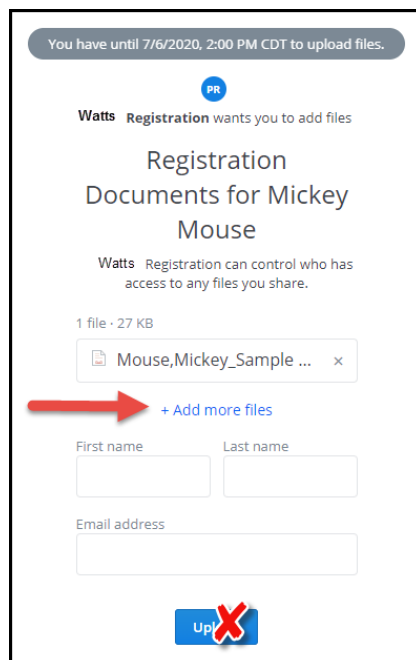 You have until 7/6/2020, 2:00 PM CDT to upload files.
PR
Watts Registration wants you to add files
Registration
Documents for Mickey
Mouse
Watts Registration can control who has
access to any files you share.
1 file · 27 KB
Mouse,Mickey_Sample ... ×
+ Add more files
First name Last name
Email address